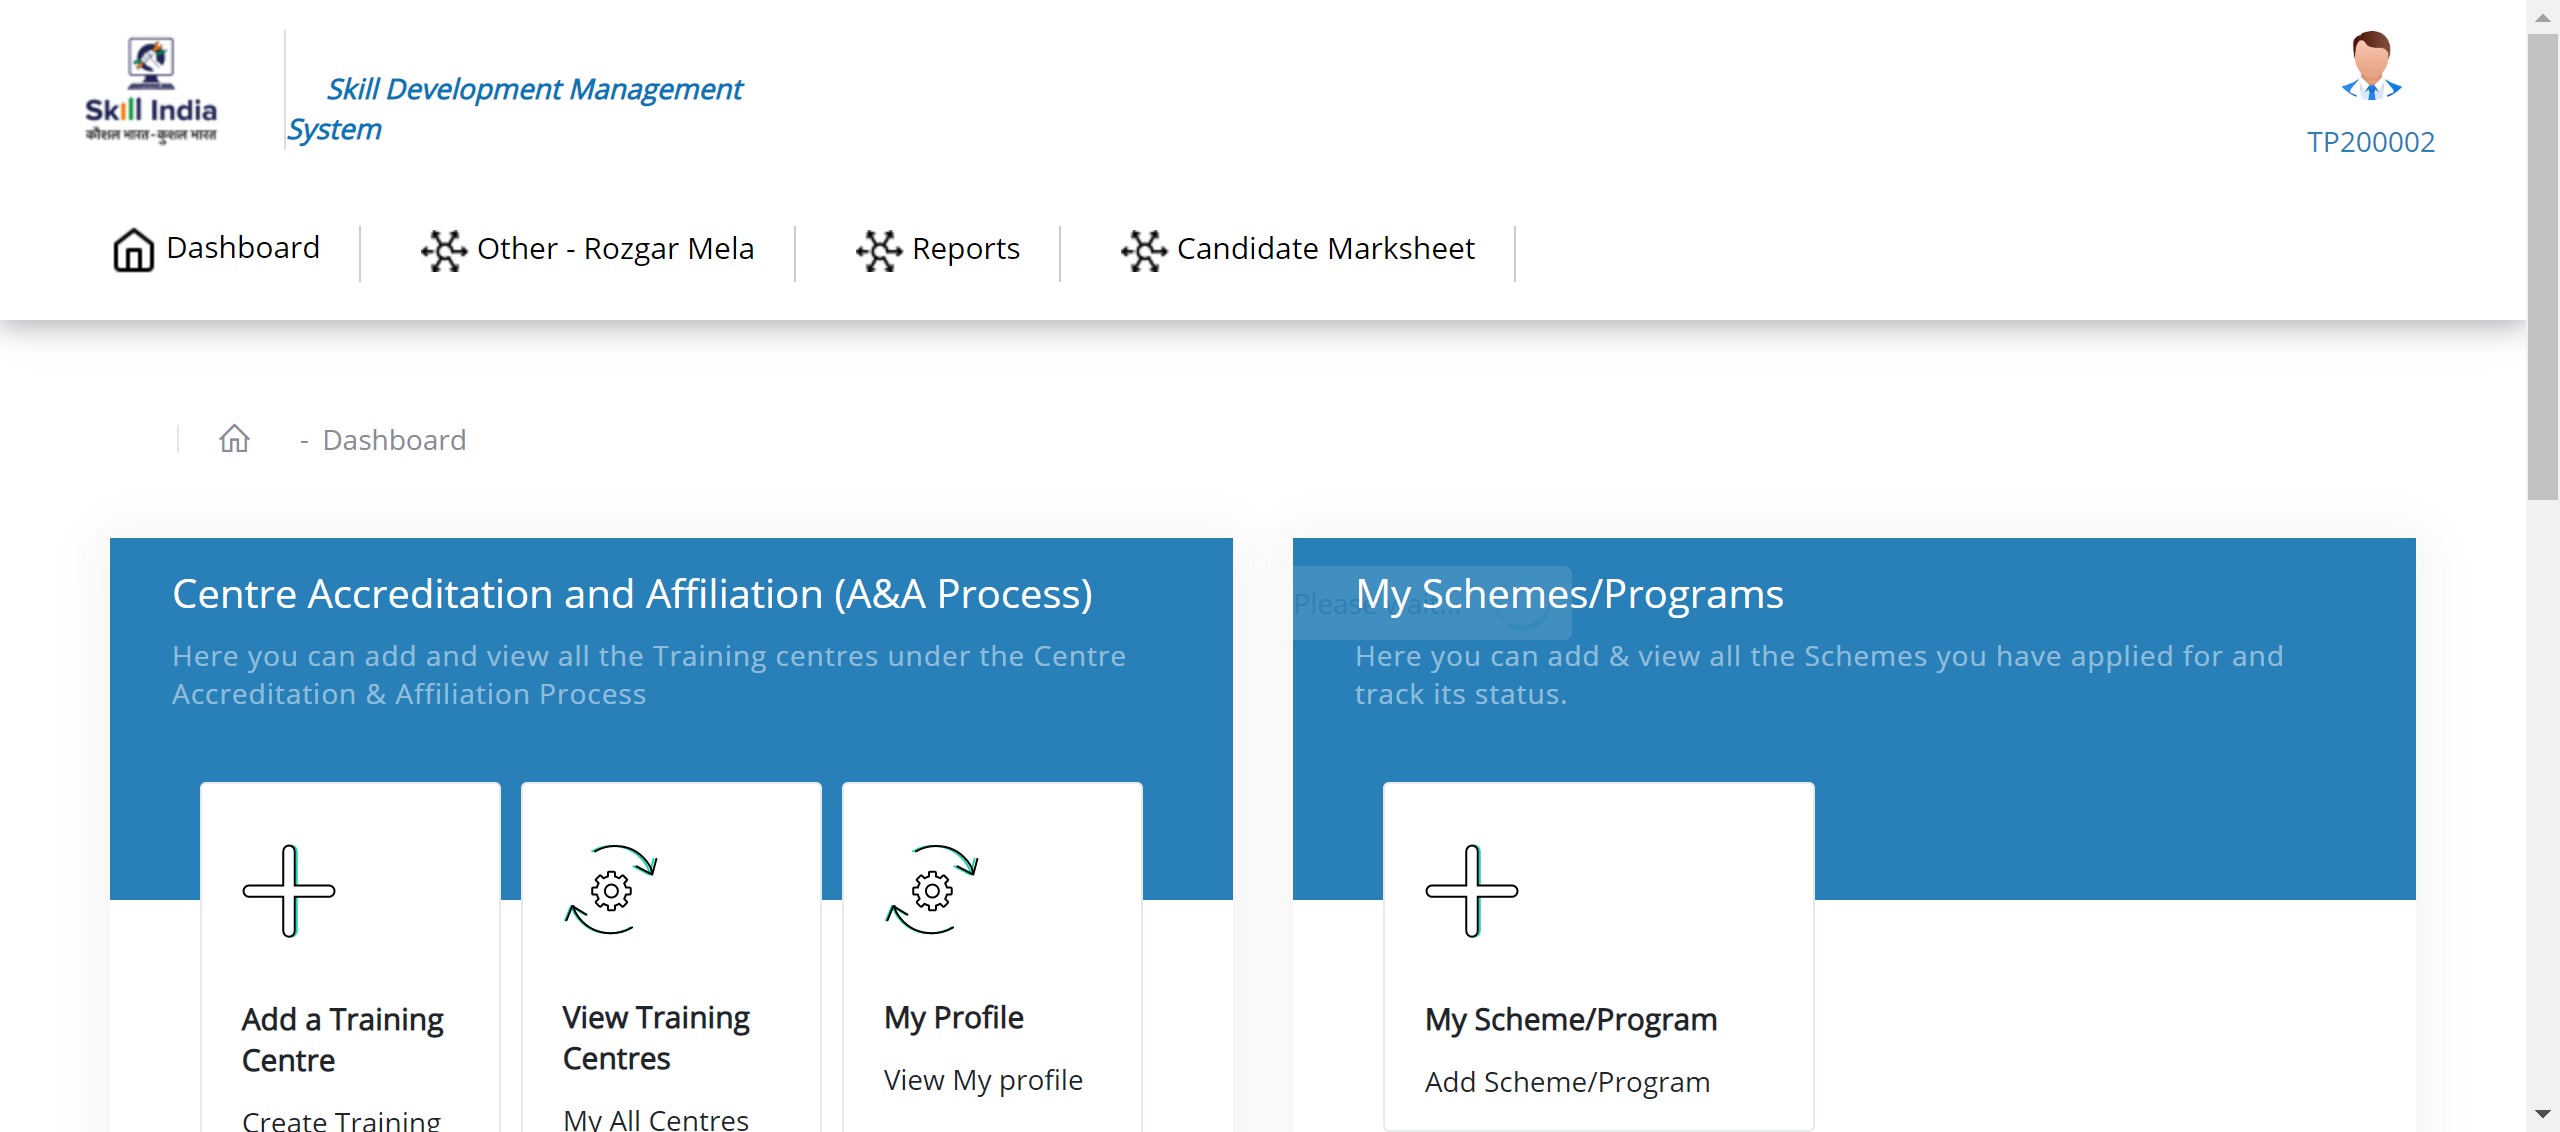 Skill India
कौशल भारत-कुशल भारत
Skill Development Management
System
TP200002
Dashboard
Other - Rozgar Mela
Reports
Candidate Marksheet
- Dashboard
Centre Accreditation and Affiliation (A&A Process)
Here you can add and view all the Training centres under the Centre
Accreditation & Affiliation Process
Please wait...
My Schemes/Programs
Here you can add & view all the Schemes you have applied for and
track its status.
Add a Training
Centre
Create Training
View Training
Centres
My All Centres
My Profile
View My profile
My Scheme/Program
Add Scheme/Program